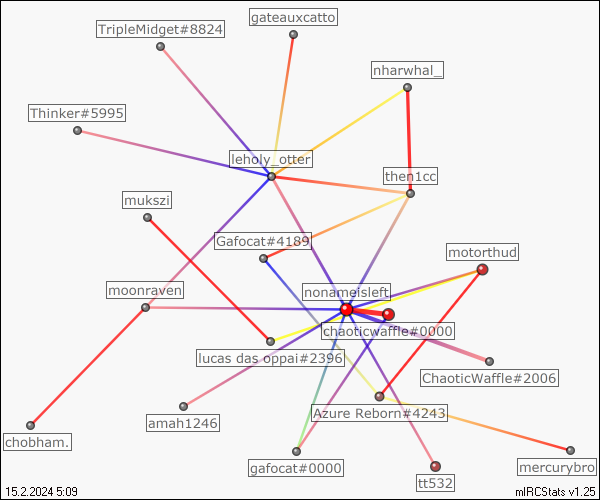 gateauxcatto
TripleMidget#8824
nharwhal_
Thinker#5995
leholy_otter
then1cc
mukszi
Gafocat#4189
motorthud
moonraven
nonameisleft
chaoticwaffle#0000
lucas das oppai#2396
ChaoticWaffle#2006
amah1246
Azure Reborn#4243
chobham.
gafocat#0000
mercurybro
tt532
15.2.2024 5:09
mIRCStats v1.25